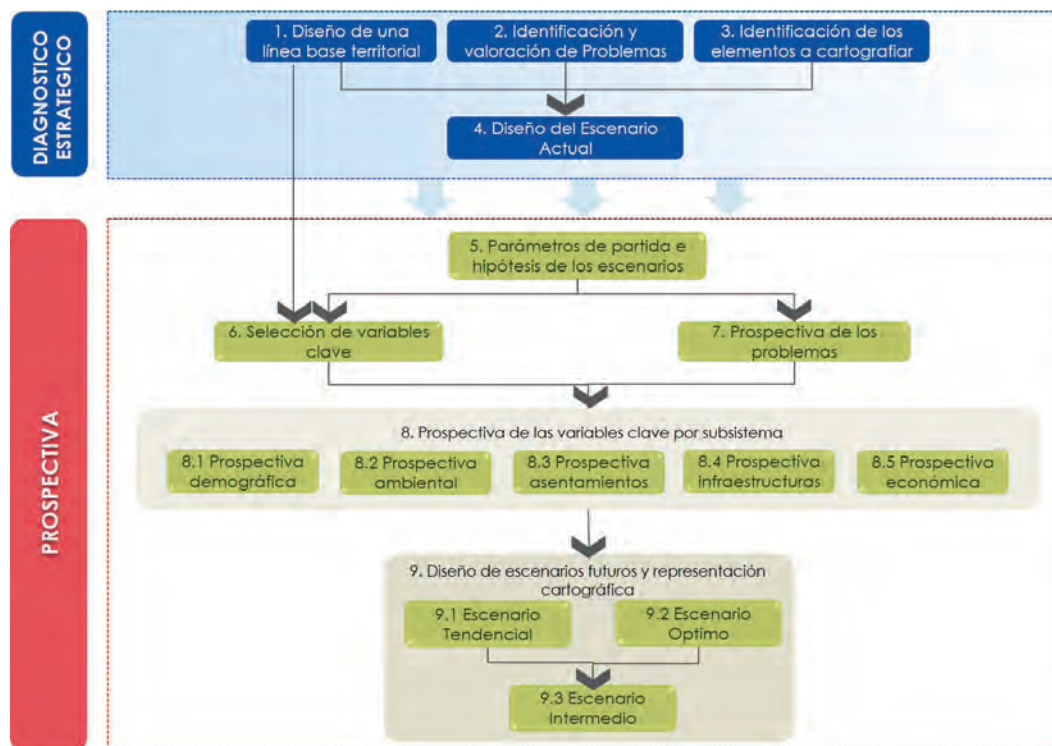 DIAGNOSTICO
ESTRATEGICO
1. Diseño de una
línea base territorial
2. Identificación y
valoración de Problemas
3. Identificación de los
elementos a cartografiar
4. Diseño del Escenario
Actual
PROSPECTIVA
5. Parámetros de partida e
hipótesis de los escenarios
6. Selección de variables
clave
7. Prospectiva de los
problemas
8. Prospectiva de las variables clave por subsistema
8.1 Prospectiva
demográfica
8.2 Prospectiva
ambiental
8.3 Prospectiva
asentamientos
8.4 Prospectiva
infraestructuras
8.5 Prospectiva
económica
9. Diseño de escenarios futuros y representación
cartográfica
9.1 Escenario
Tendencial
9.2 Escenario
Optimo
9.3 Escenario
Intermedio